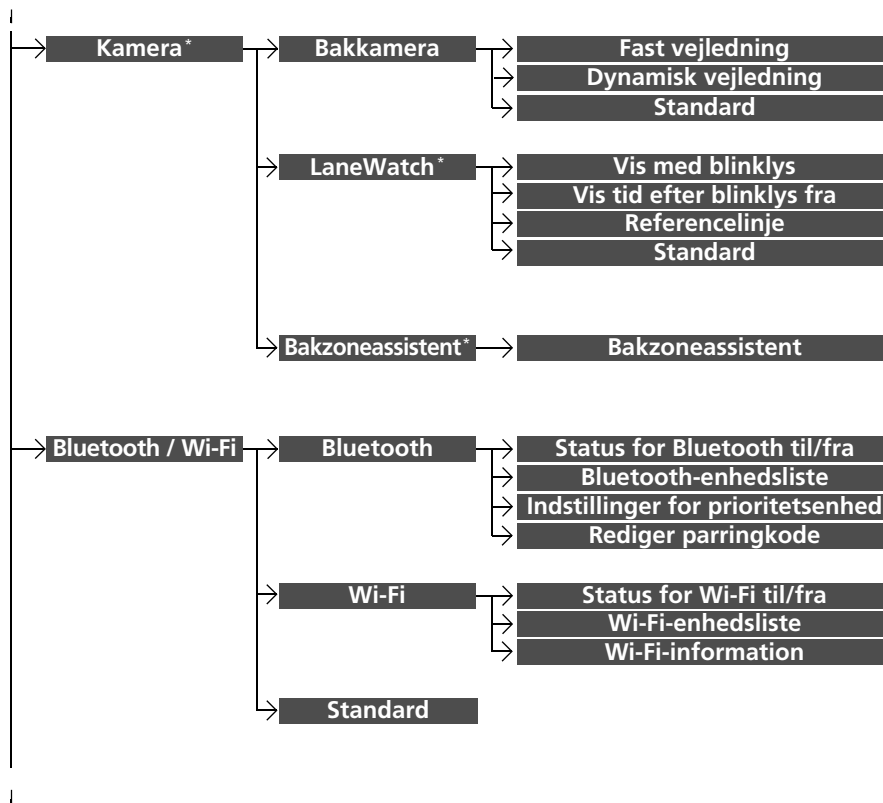 Kamera*
Bakkamera
Fast vejledning
Dynamisk vejledning
Standard
LaneWatch*
Vis med blinklys
Vis tid efter blinklys fra
Referencelinje
Standard
Bakzoneassistent*
Bakzoneassistent
Bluetooth / Wi-Fi
Bluetooth
Status for Bluetooth til/fra
Bluetooth-enhedsliste
Indstillinger for prioritetsenhed
Rediger parringkode
Wi-Fi
Status for Wi-Fi til/fra
Wi-Fi-enhedsliste
Wi-Fi-information
Standard